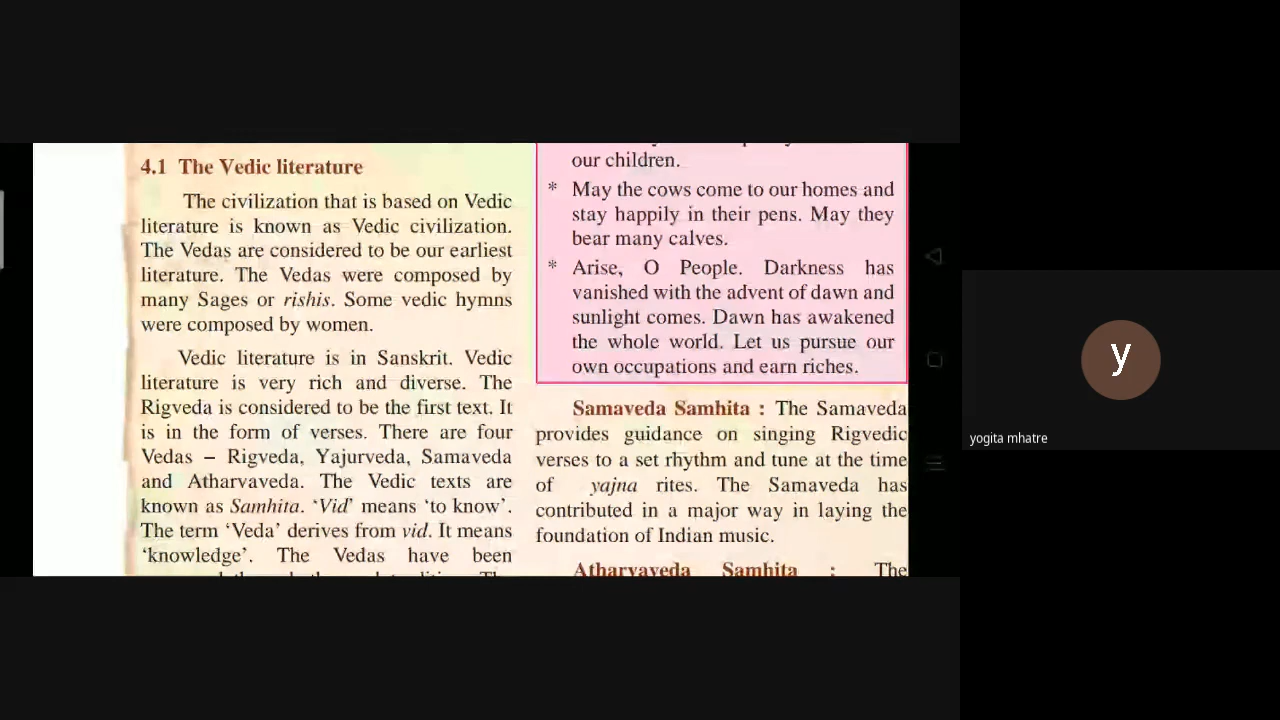 4.1 The Vedic literature
The civilization that is based on Vedic
literature is known as Vedic civilization.
The Vedas are considered to be our earliest
literature. The Vedas were composed by
many Sages or rishis. Some vedic hymns
were composed by women.
Vedic literature is in Sanskrit. Vedic
literature is very rich and diverse. The
Rigveda is considered to be the first text. It
is in the form of verses. There are four
Vedas – Rigveda, Yajurveda, Samaveda
and Atharvaveda. The Vedic texts are
known as Samhita. ‘Vid’ means ‘to know’.
The term ‘Veda’ derives from vid. It means
‘knowledge’. The Vedas have been
our children.
* May the cows come to our homes and
stay happily in their pens. May they
bear many calves.
* Arise, O People. Darkness has
vanished with the advent of dawn and
sunlight comes. Dawn has awakened
the whole world. Let us pursue our
own occupations and earn riches.
Samaveda Samhita : The Samaveda
provides guidance on singing Rigvedic
verses to a set rhythm and tune at the time
of yajna rites. The Samaveda has
contributed in a major way in laying the
foundation of Indian music.
Atharvaveda Samhita : The
y
yogita mhatre